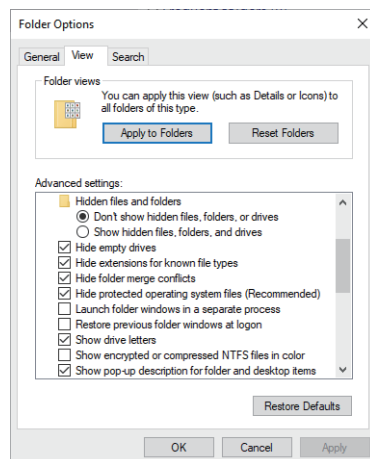 Folder Options
General View Search
Folder views
You can apply this view (such as Details or Icons) to
all folders of this type.
Apply to Folders Reset Folders
Advanced settings:
Hidden files and folders
Don't show hidden files, folders, or drives
Show hidden files, folders, and drives
Hide empty drives
Hide extensions for known file types
Hide folder merge conflicts
Hide protected operating system files (Recommended)
Launch folder windows in a separate process
Restore previous folder windows at logon
Show drive letters
Show encrypted or compressed NTFS files in color
Show pop-up description for folder and desktop items
Restore Defaults
OK Cancel Apply